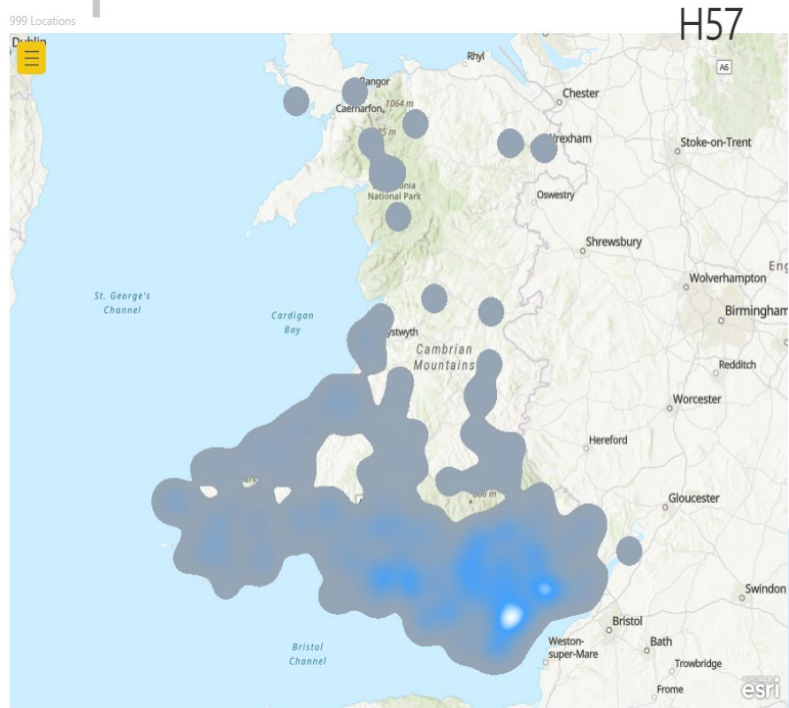 999 Locations
H57
Dublin
Rhyl
A6
Bangor
Chester
Caernarfon,
1064 m
Wrexham
Stoke-on-Trent
National Park
Oswestry
Shrewsbury
Wolverhampton
St. George's
Channel
Cardigan
Bay
Birmingham
ystwyth
Cambrian
Mountains
Redditch
Worcester
Hereford
Gloucester
Swindon
Bristol
Bath
Weston-
super-Mare
Bristol
Channel
Trowbridge
Frome
esri